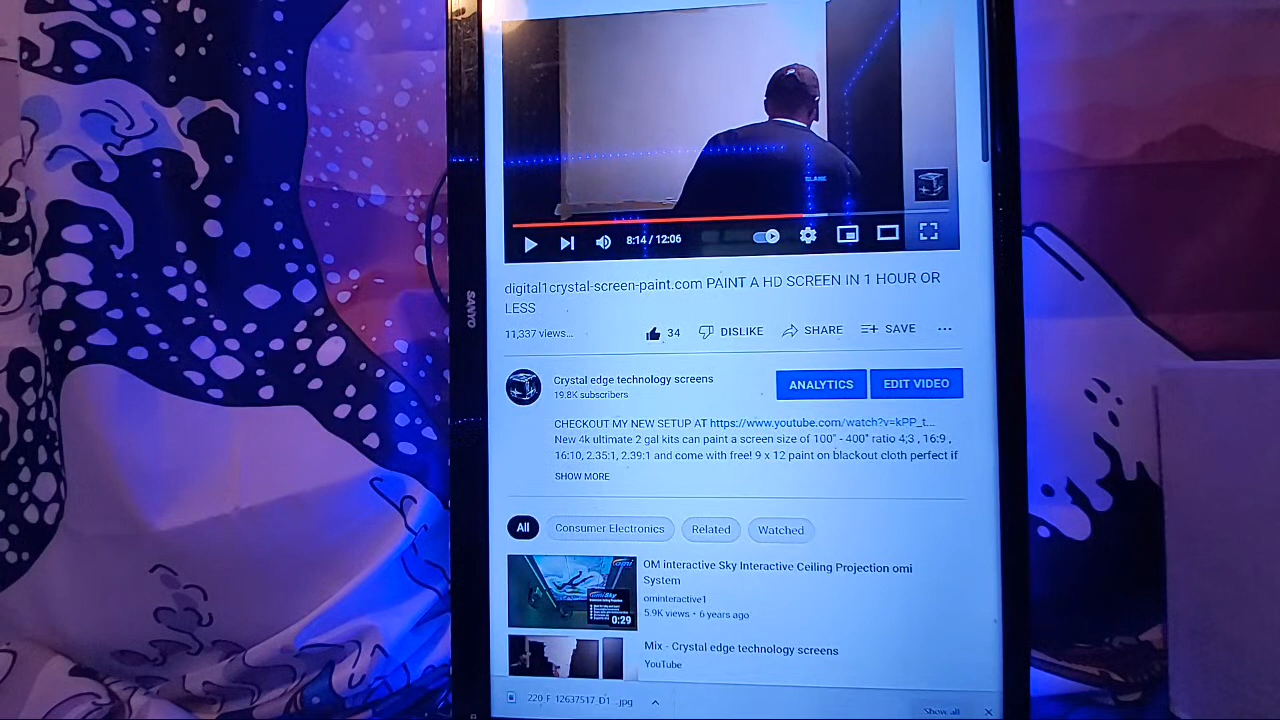 SANYO
8:14 / 12:06
digital1crystal-screen-paint.com PAINT A HD SCREEN IN 1 HOUR OR
LESS
11,337 views...
34 DISLIKE SHARE SAVE ...
Crystal edge technology screens
19.8K subscribers
ANALYTICS EDIT VIDEO
CHECKOUT MY NEW SETUP AT https://www.youtube.com/watch?v=kPP_t...
New 4k ultimate 2 gal kits can paint a screen size of 100" - 400" ratio 4;3 , 16:9 ,
16:10, 2.35:1, 2.39:1 and come with free! 9 x 12 paint on blackout cloth perfect if
SHOW MORE
All Consumer Electronics Related Watched
OM interactive Sky Interactive Ceiling Projection omi
System
ominteractive1
5.9K views • 6 years ago
omi
0:29
Mix - Crystal edge technology screens
YouTube
220_F_12637517_D1...jpg
Show all